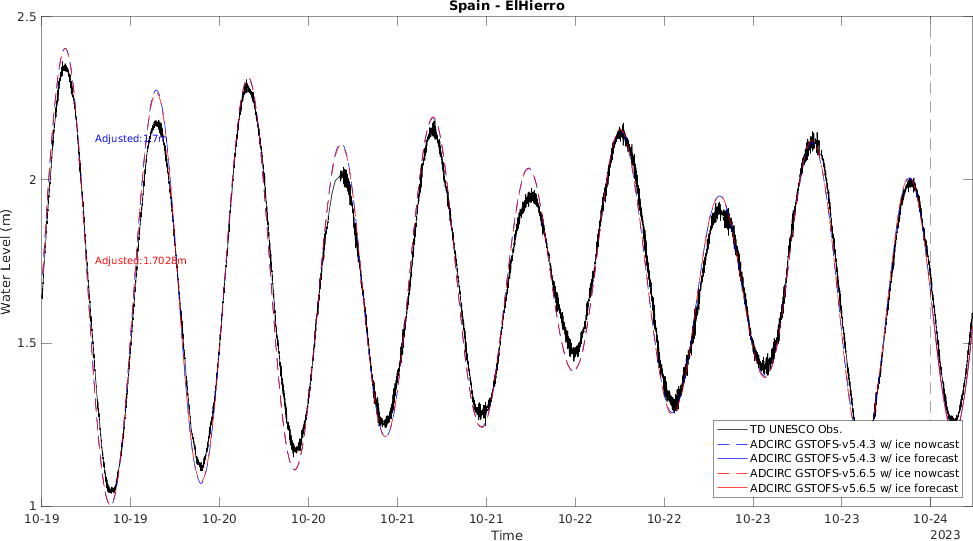 Spain - ElHierro
2.5
2
1.5
1
Water Level (m)
Adjusted:1.7m
Adjusted:1.7028m
TD UNESCO Obs.
ADCIRC GSTOFS-v5.4.3 w/ ice nowcast
ADCIRC GSTOFS-v5.4.3 w/ ice forecast
ADCIRC GSTOFS-v5.6.5 w/ ice nowcast
ADCIRC GSTOFS-v5.6.5 w/ ice forecast
10-19 10-19 10-20 10-20 10-21 10-21 10-22 10-22 10-23 10-23 10-24
Time
2023